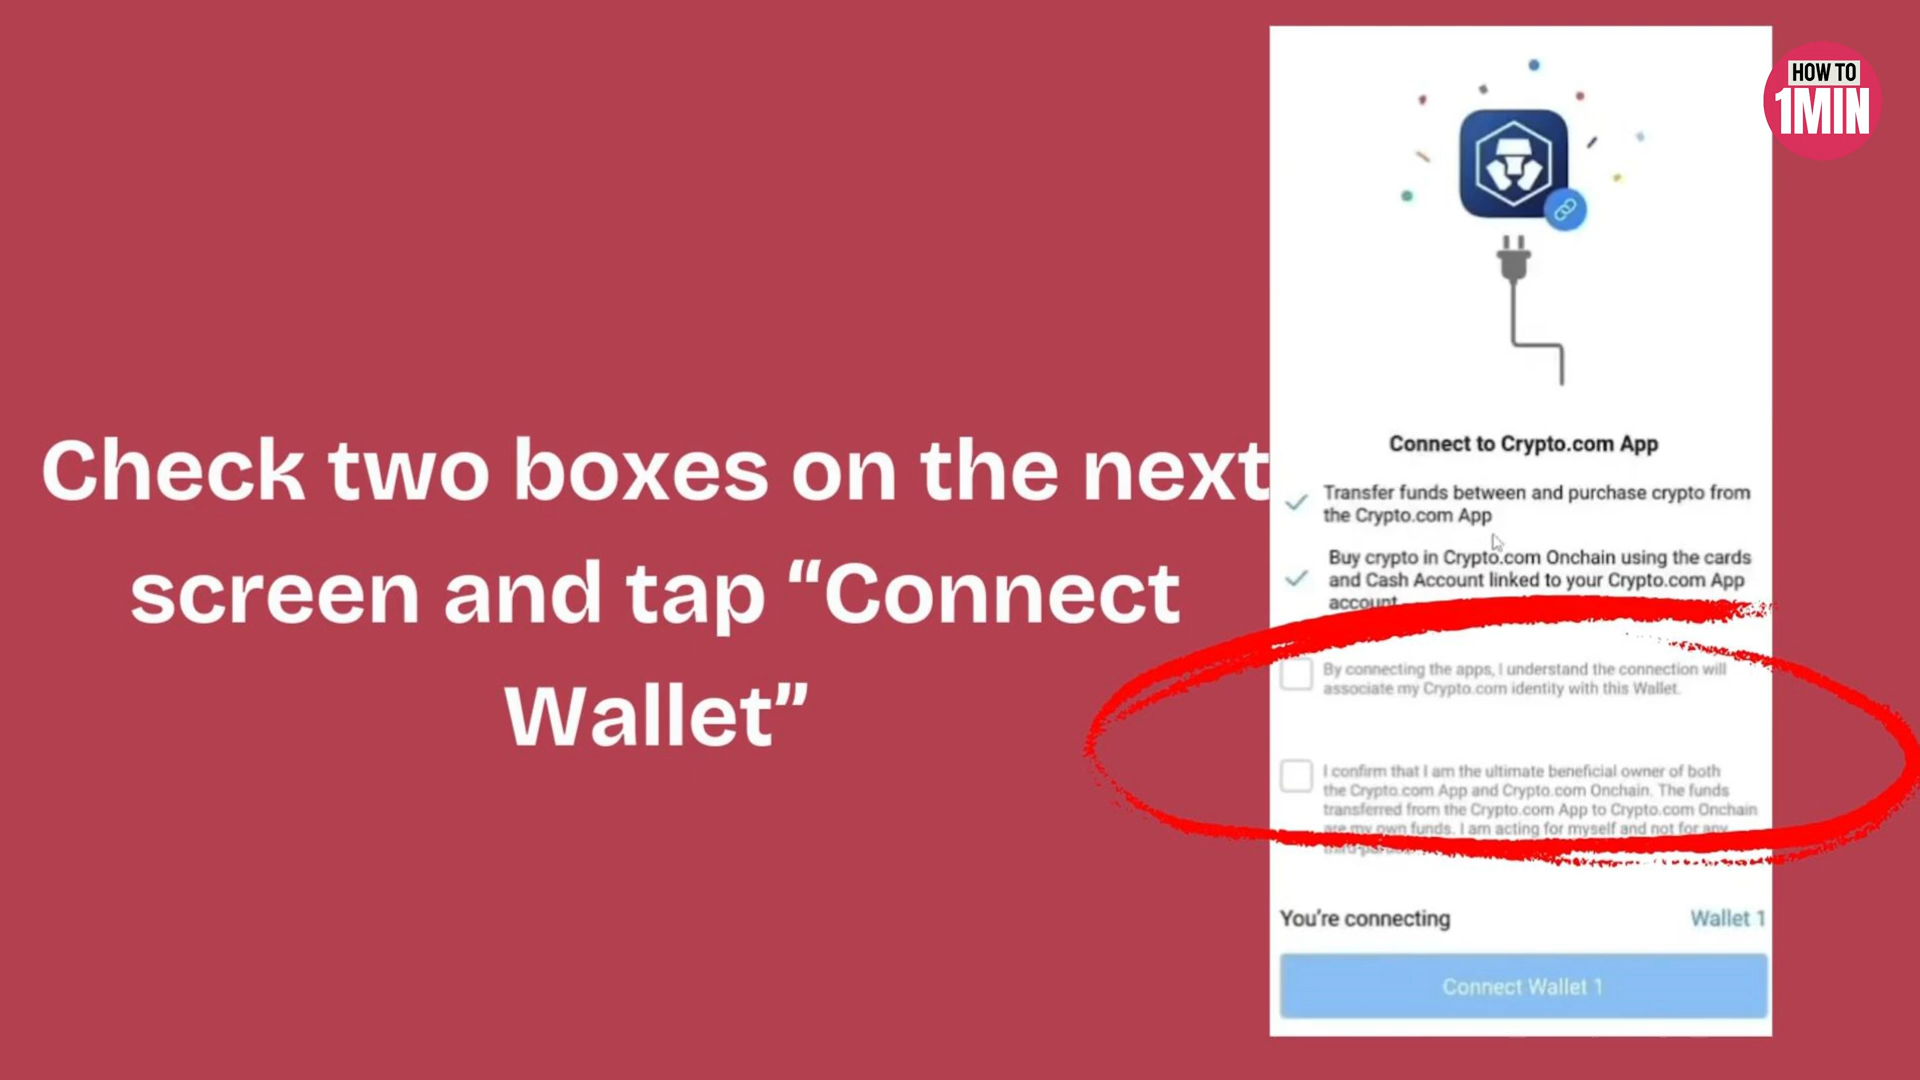 HOW TO
1MIN
Check two boxes on the next
screen and tap “Connect
Wallet”
Connect to Crypto.com App
Transfer funds between and purchase crypto from
the Crypto.com App
Buy crypto in Crypto.com Onchain using the cards
and Cash Account linked to your Crypto.com App
account
By connecting the apps, I understand the connection will
associate my Crypto.com identity with this Wallet.
I confirm that I am the ultimate beneficial owner of both
the Crypto.com App and Crypto.com Onchain. The funds
transferred from the Crypto.com App to Crypto.com Onchain
are my own funds. I am acting for myself and not for any
You're connecting
Wallet 1
Connect Wallet 1